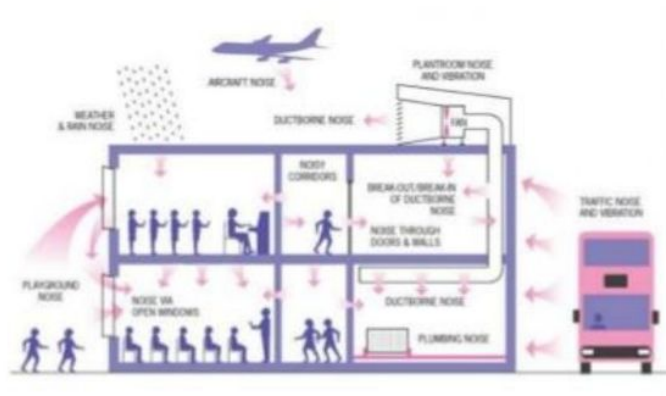 PLANTROOM NOISE
AND VIBRATION
AIRCRAFT NOISE
WEATHER
& RAIN NOISE
DUCTBORNE NOISE
FAN
NOISY
CORRIDORS
BREAK-OUT/BREAK-IN
OF DUCTBORNE
NOISE
TRAFFIC NOISE
AND VIBRATION
NOISE THROUGH
DOORS & WALLS
PLAYGROUND
NOISE
NOISE VIA
OPEN WINDOWS
DUCTBORNE NOISE
PLUMBING NOISE